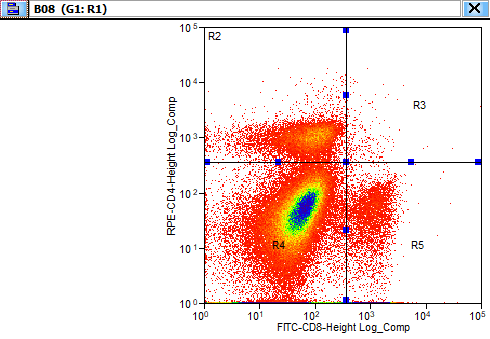 B08 (G1: R1)
R2
R3
R4
R5
RPE-CD4-Height Log_Comp
10^5
10^4
10^3
10^2
10^1
10^0
10^0 10^1 10^2 10^3 10^4 10^5
FITC-CD8-Height Log_Comp